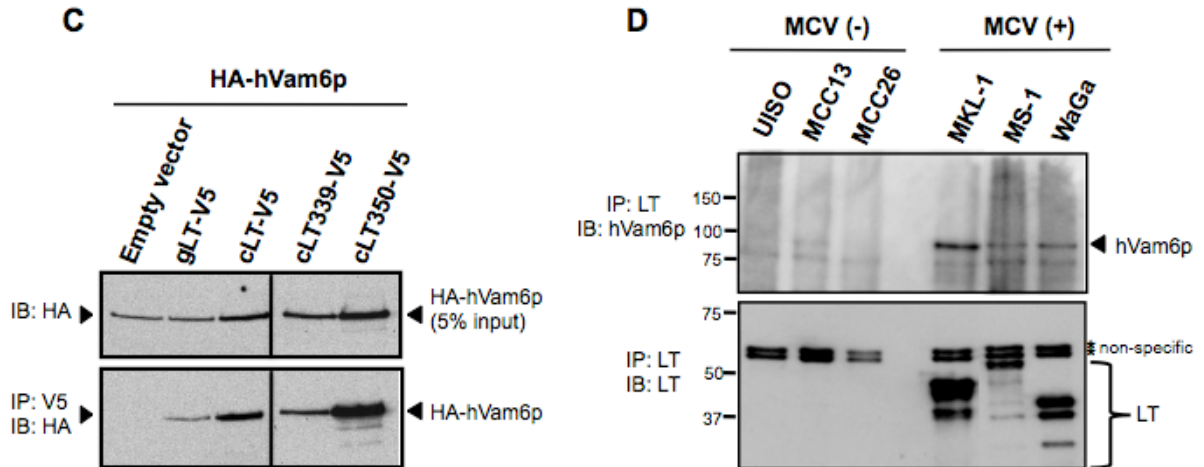 C
HA-hVam6p
Empty vector
gLT-V5
cLT-V5
cLT339-V5
cLT350-V5
IB: HA
HA-hVam6p
(5% input)
IP: V5
IB: HA
HA-hVam6p
D
MCV (-)
MCV (+)
UISO
MCC13
MCC26
MKL-1
MS-1
WaGa
IP: LT
IB: hVam6p
150
100
75
hVam6p
75
50
37
IP: LT
IB: LT
non-specific
LT